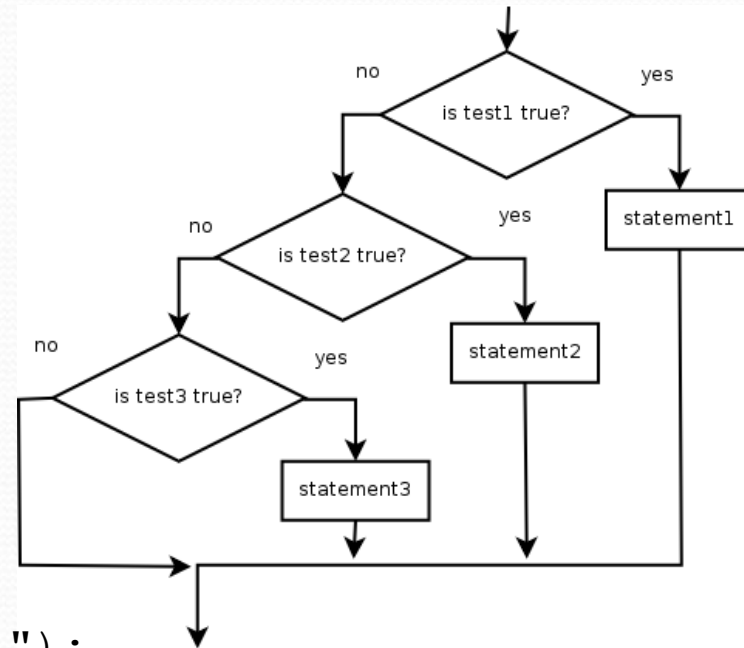 no
yes
is test1 true?
statement1
no
yes
is test2 true?
statement2
no
yes
is test3 true?
statement3
");